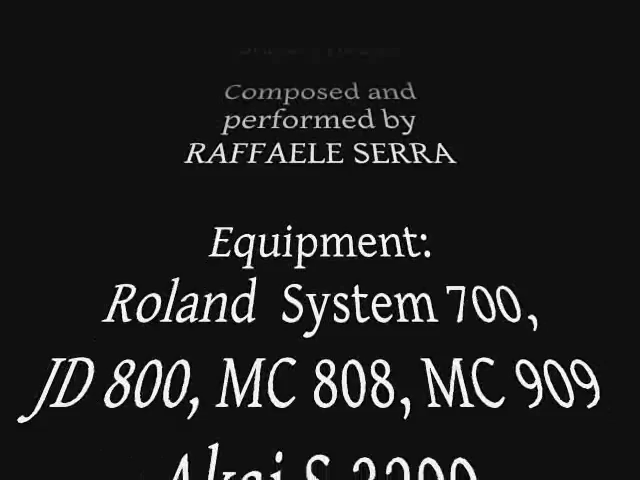 Composed and
performed by
RAFFAELE SERRA
Equipment:
Roland System 700,
JD 800, MC 808, MC 909
Akai S 3200